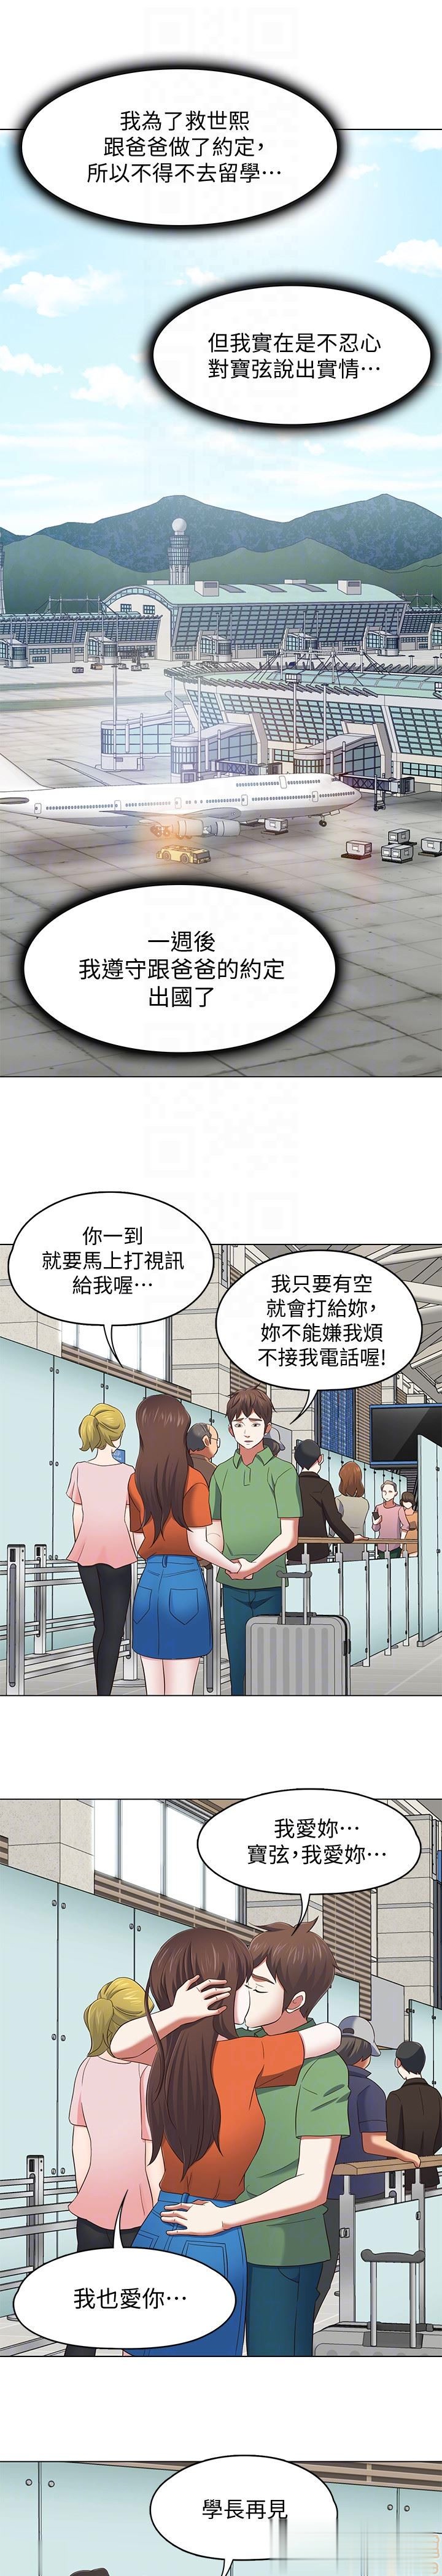 我為了救世熙
跟爸爸做了約定,
所以不得不去留學…
但我實在是不忍心
對寶弦說出實情…
一週後
我遵守跟爸爸的約定
出國了
你一到
就要馬上打視訊
給我喔…
我只要有空
就會打給妳,
妳不能嫌我煩
不接我電話喔!
我愛妳…
寶弦,我愛妳…
我也愛你…
學長再見